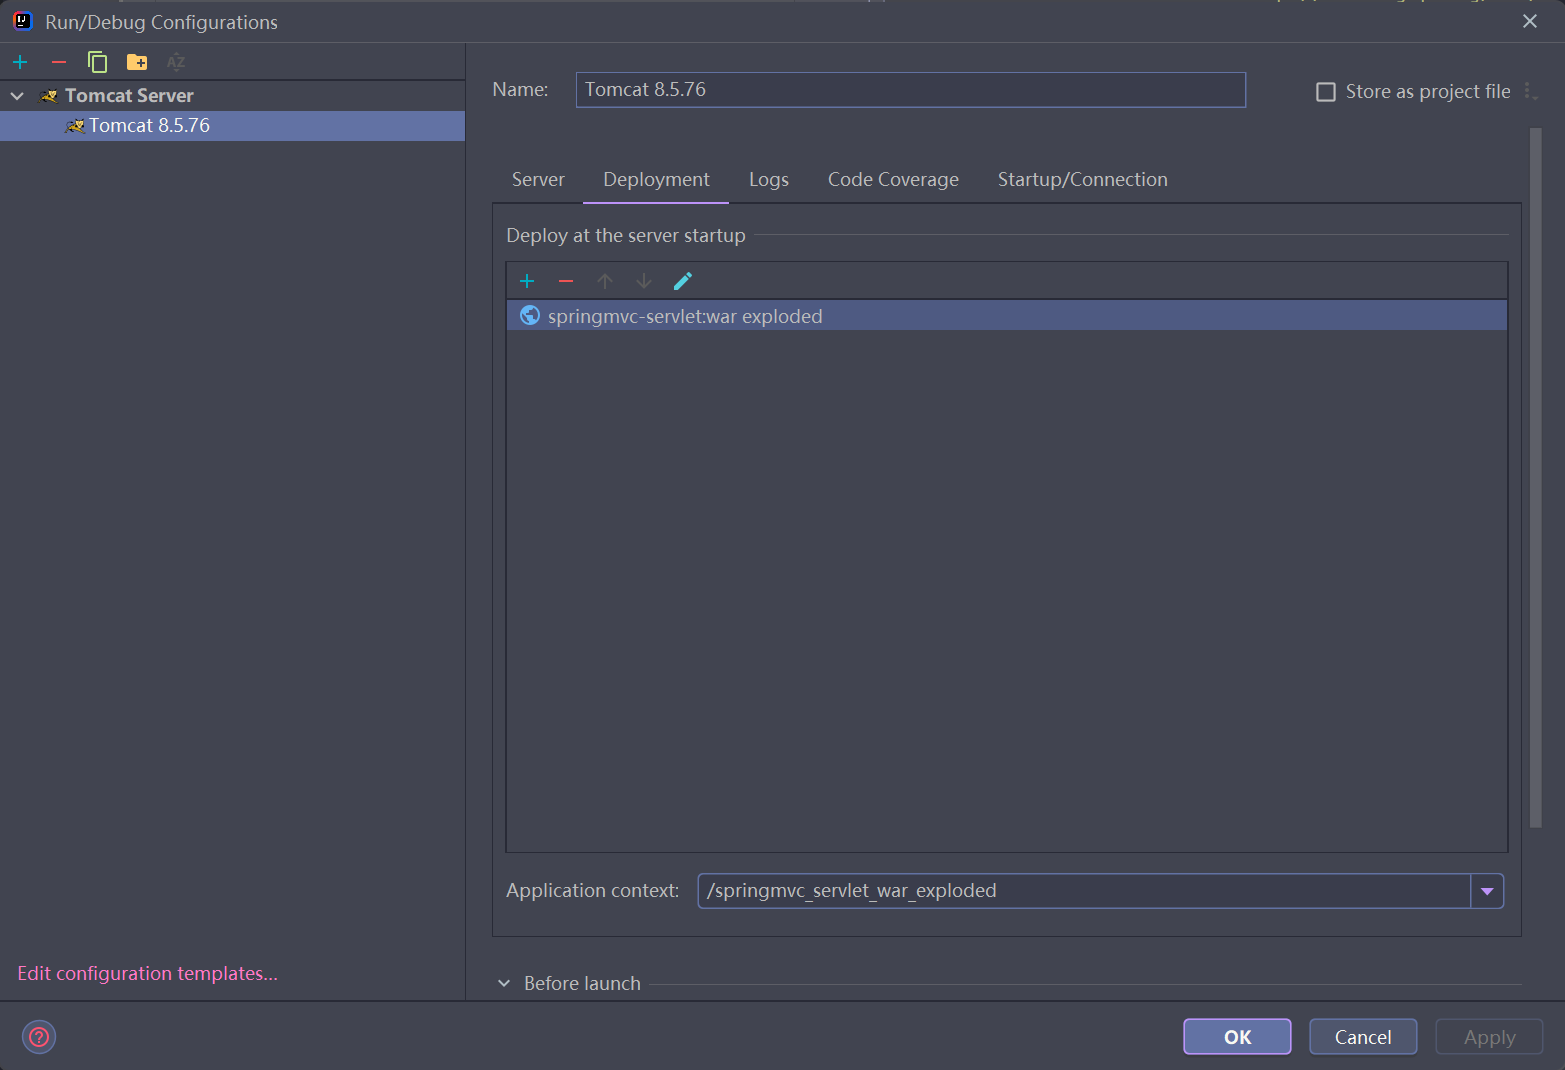 Run/Debug Configurations
AZ
Tomcat Server
Tomcat 8.5.76
Name:
Tomcat 8.5.76
Store as project file
Server
Deployment
Logs
Code Coverage
Startup/Connection
Deploy at the server startup
springmvc-servlet:war exploded
Application context:
/springmvc_servlet_war_exploded
Edit configuration templates...
Before launch
?
OK
Cancel
Apply